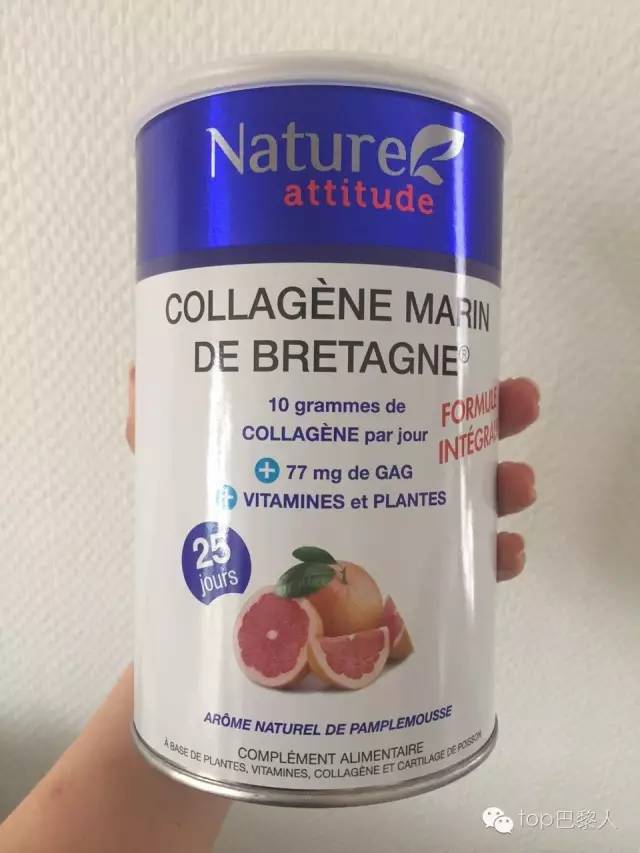 Nature
attitude
COLLAGÈNE MARIN
DE BRETAGNE®
10 grammes de
COLLAGÈNE par jour
+ 77 mg de GAG
+ VITAMINES et PLANTES
FORMULE
25
jours
ARÔME NATUREL DE PAMPLEMOUSSE
COMPLÉMENT ALIMENTAIRE
À BASE DE PLANTES, VITAMINES, COLLAGÈNE ET CARTILAGE DE POISSON
top巴黎人